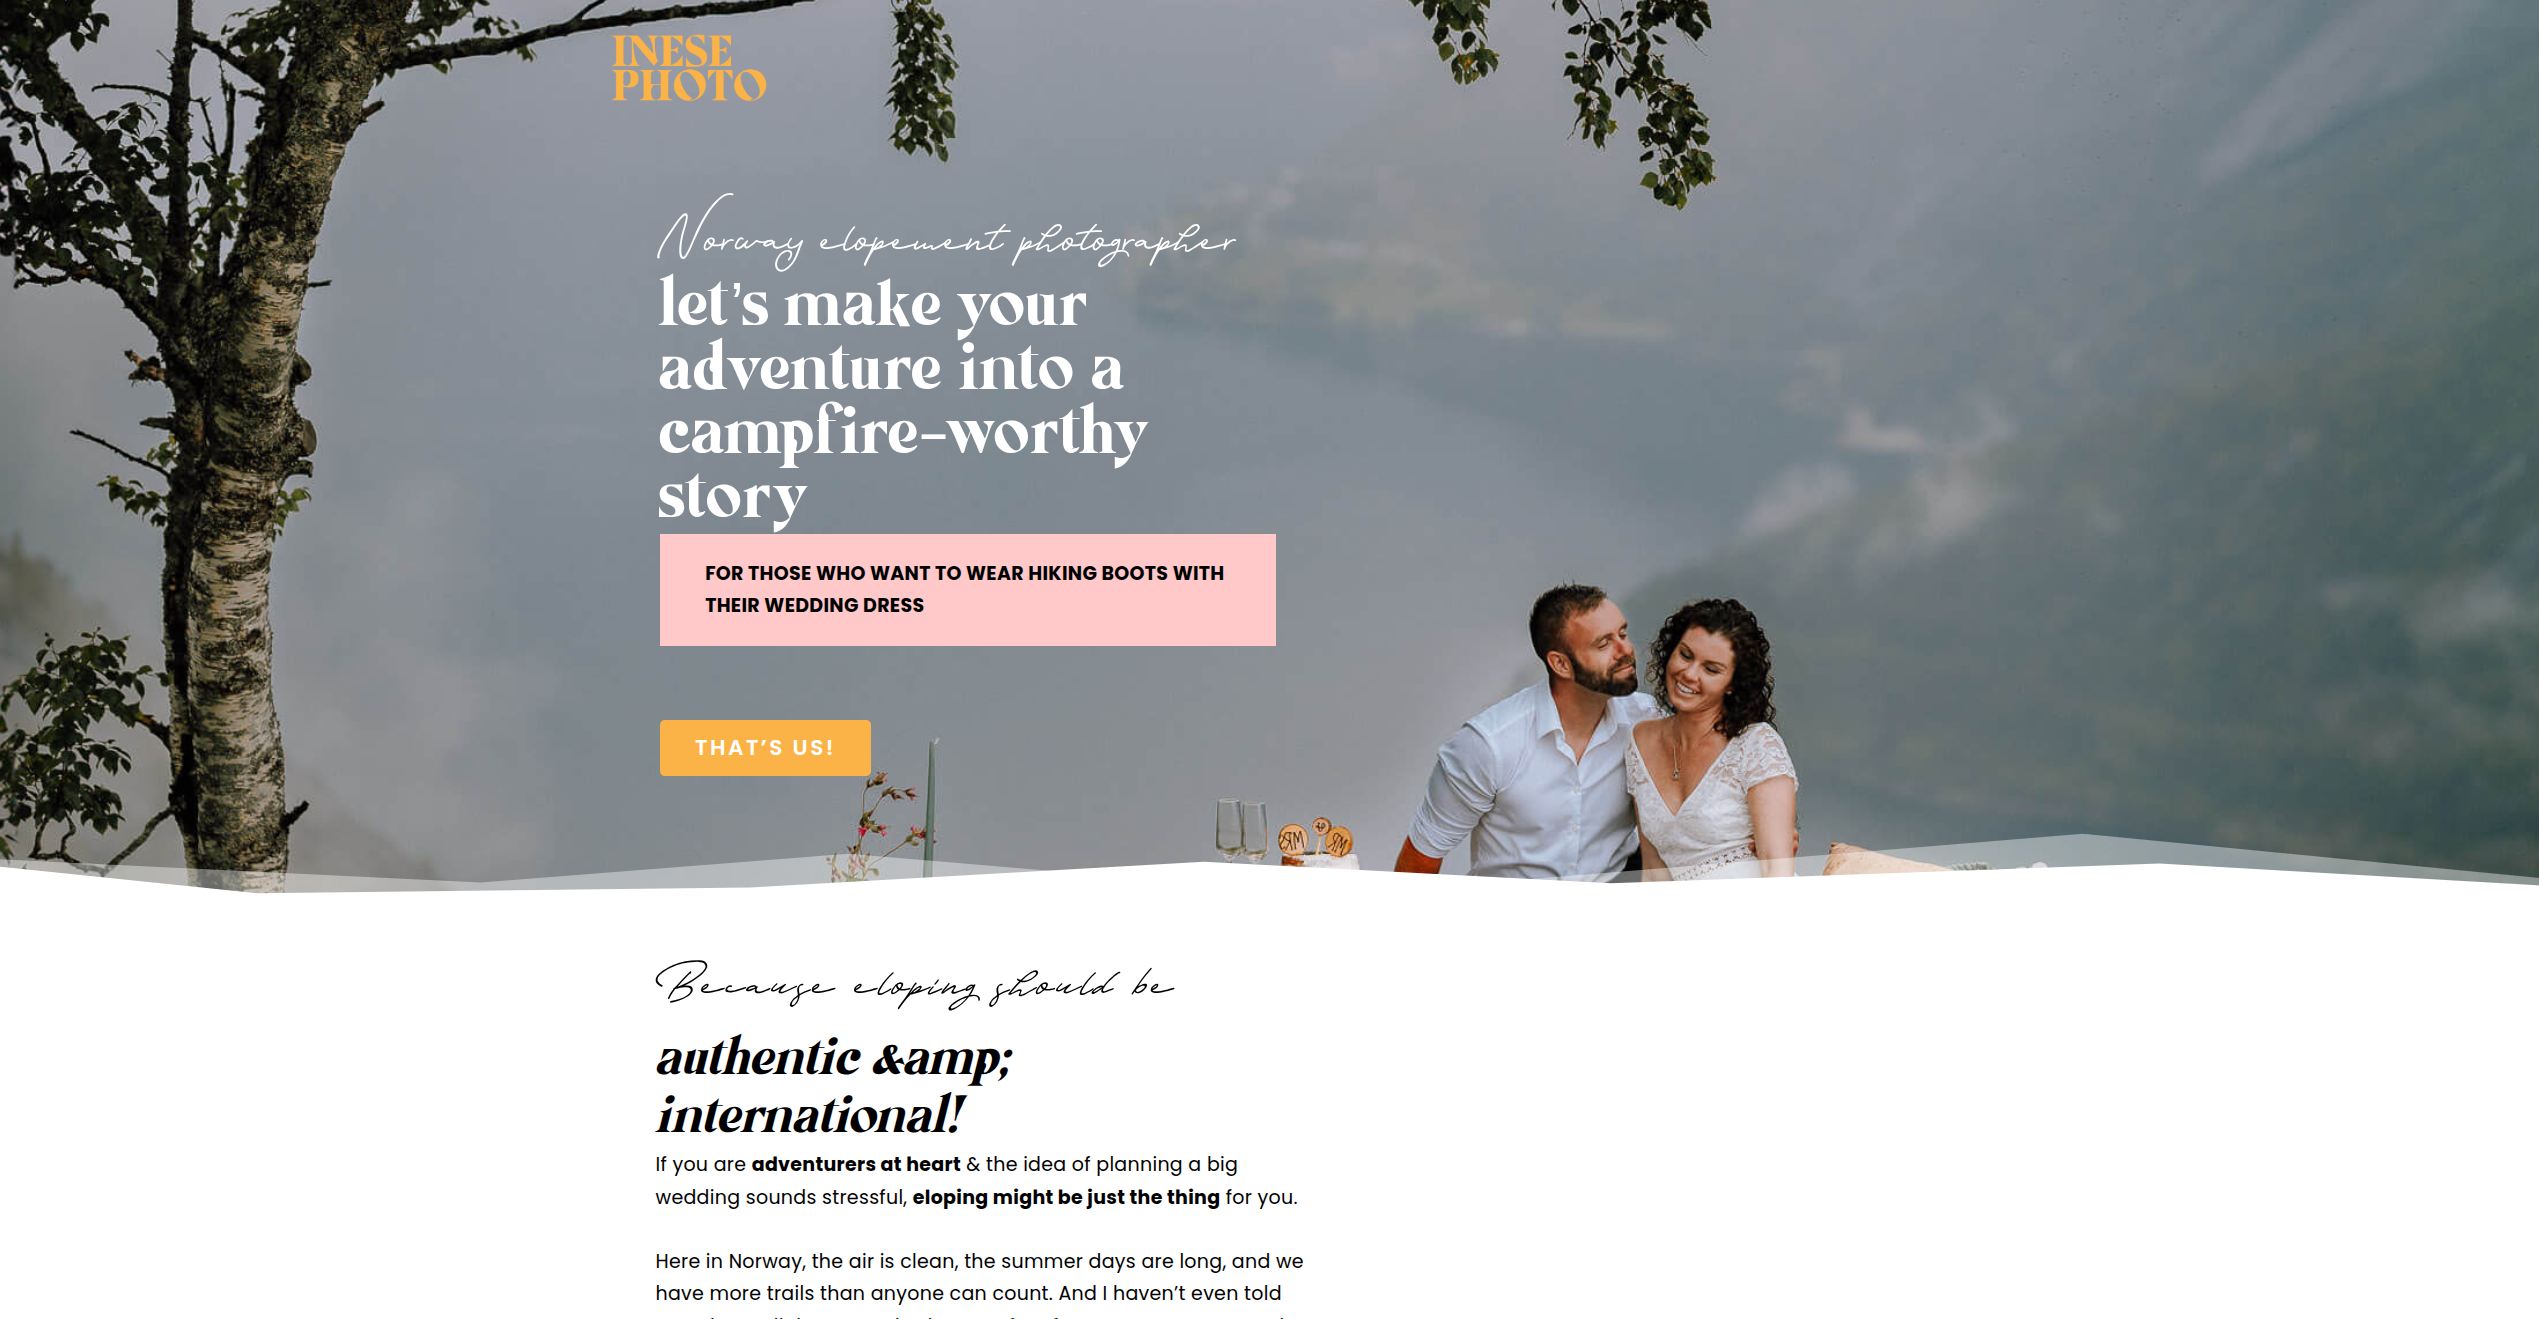 INESE
PHOTO
Norway elopement photographer
let's make your
adventure into a
campfire-worthy
story
FOR THOSE WHO WANT TO WEAR HIKING BOOTS WITH
THEIR WEDDING DRESS
THAT'S US!
Because eloping should be
authentic &amp;
international!
If you are adventurers at heart & the idea of planning a big
wedding sounds stressful, eloping might be just the thing for you.
Here in Norway, the air is clean, the summer days are long, and we
have more trails than anyone can count. And I haven’t even told